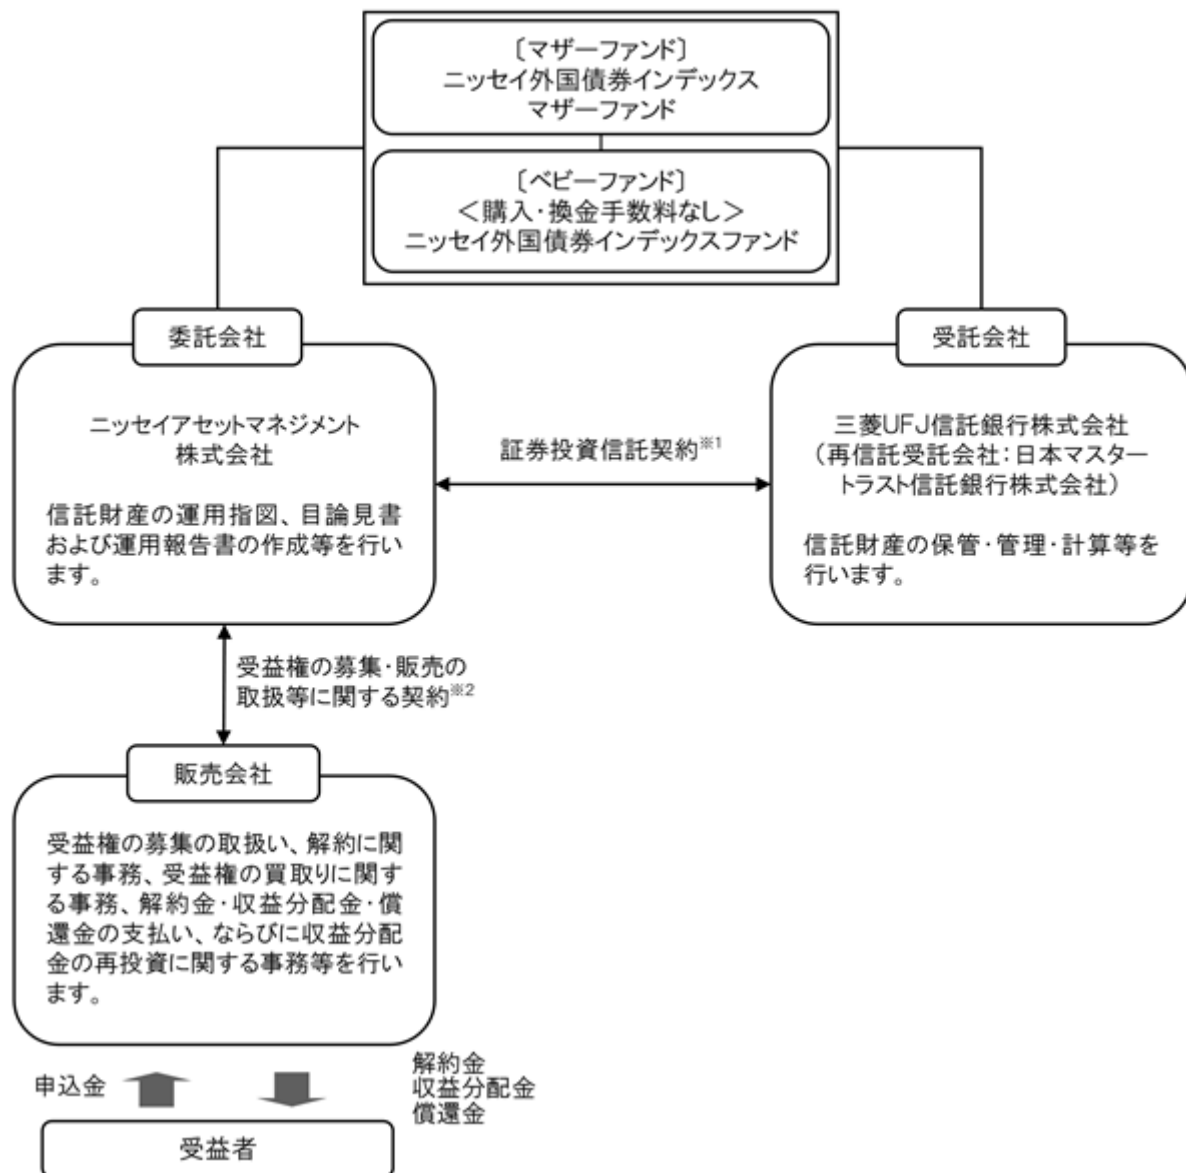 〔マザーファンド〕
ニッセイ外国債券インデックス
マザーファンド
〔ベビーファンド〕
＜購入・換金手数料なし＞
ニッセイ外国債券インデックスファンド
委託会社
ニッセイアセットマネジメント
株式会社
信託財産の運用指図、目論見書
および運用報告書の作成等を行い
ます。
証券投資信託契約※1
受託会社
三菱UFJ信託銀行株式会社
（再信託受託会社：日本マスター
トラスト信託銀行株式会社）
信託財産の保管・管理・計算等を
行います。
受益権の募集・販売の
取扱等に関する契約※2
販売会社
受益権の募集の取扱い、解約に関
する事務、受益権の買取りに関す
る事務、解約金・収益分配金・償
還金の支払い、ならびに収益分配
金の再投資に関する事務等を行い
ます。
申込金
解約金
収益分配金
償還金
受益者